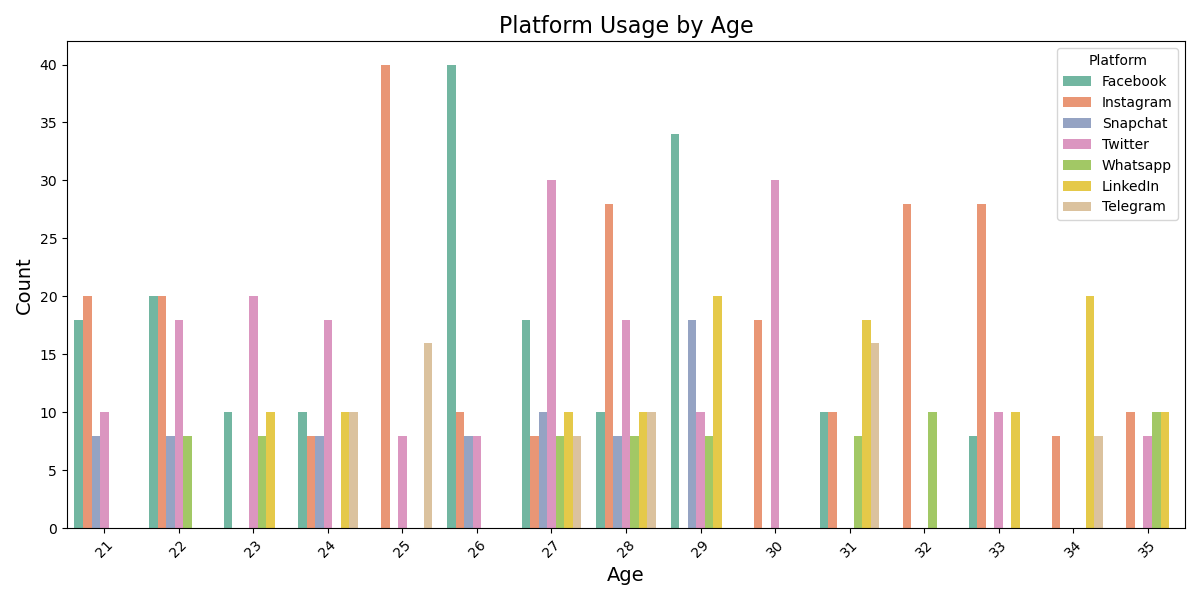 Platform Usage by Age
Count
40
35
30
25
20
15
10
5
0
Platform
Facebook
Instagram
Snapchat
Twitter
Whatsapp
LinkedIn
Telegram
21 22 23 24 25 26 27 28 29 30 31 32 33 34 35
Age